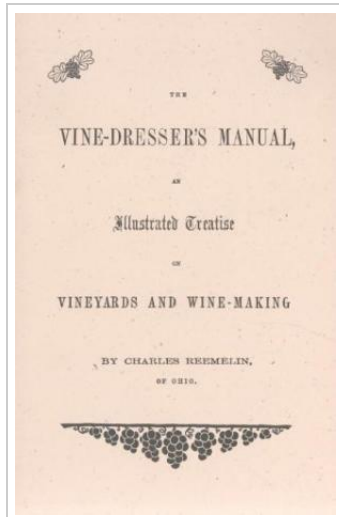 THE
VINE-DRESSER'S MANUAL,
AN
Illustrated Treatise
ON
VINEYARDS AND WINE-MAKING
BY CHARLES REEMELIN,
OF OHIO.